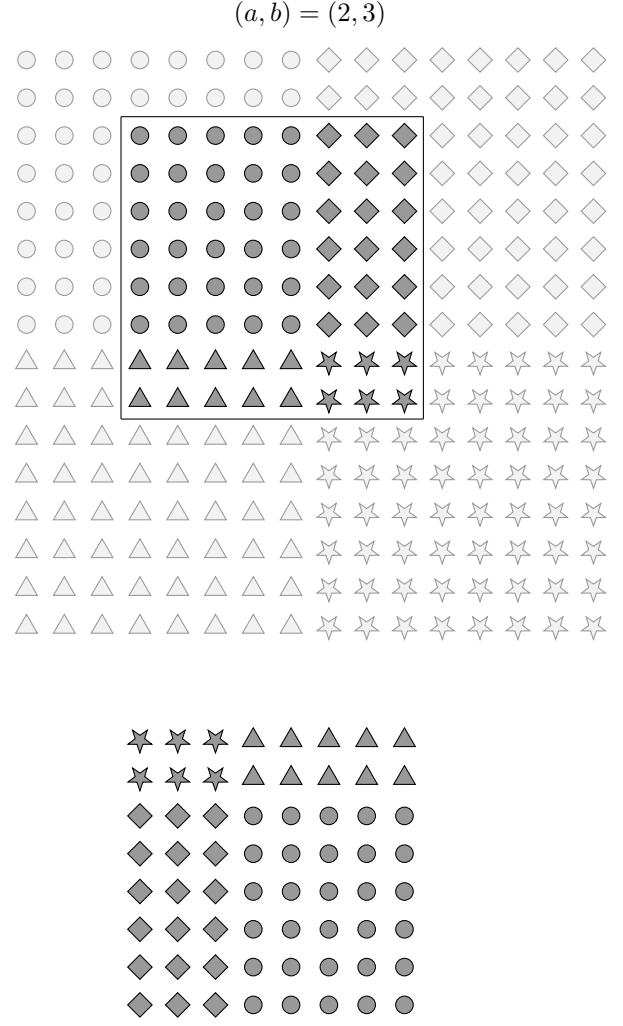 (a, b) = (2, 3)